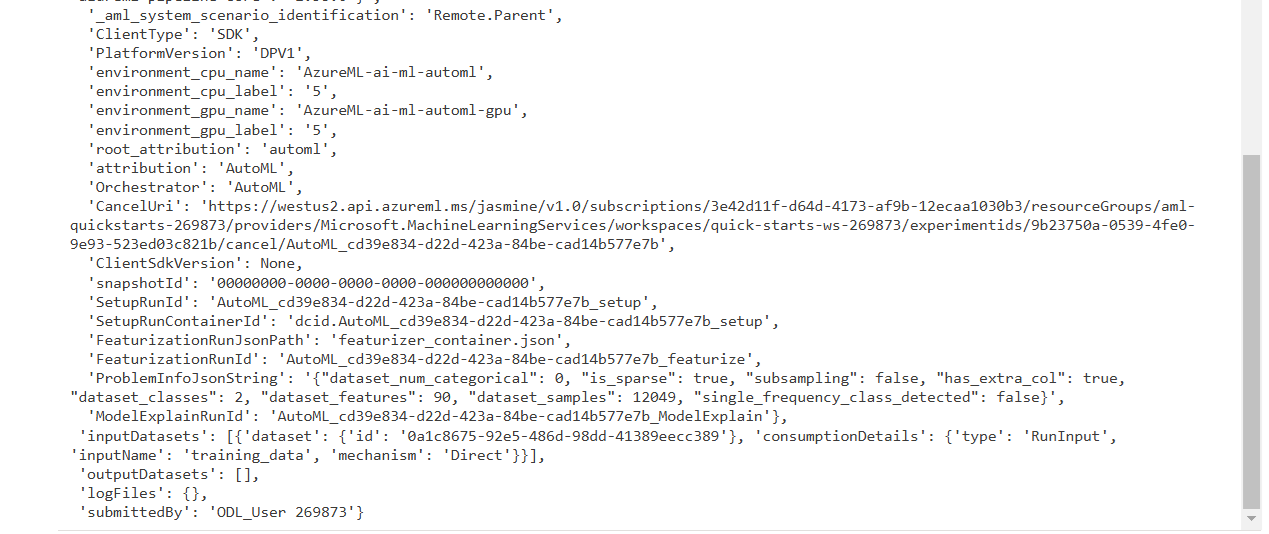 '_aml_system_scenario_identification': 'Remote.Parent',
'ClientType': 'SDK',
'PlatformVersion': 'DPV1',
'environment_cpu_name': 'AzureML-ai-ml-automl',
'environment_cpu_label': '5',
'environment_gpu_name': 'AzureML-ai-ml-automl-gpu',
'environment_gpu_label': '5',
'root_attribution': 'automl',
'attribution': 'AutoML',
'Orchestrator': 'AutoML',
'CancelUri': 'https://westus2.api.azureml.ms/jasmine/v1.0/subscriptions/3e42d11f-d64d-4173-af9b-12ecaa1030b3/resourceGroups/aml-
quickstarts-269873/providers/Microsoft.MachineLearningServices/workspaces/quick-starts-ws-269873/experimentids/9b23750a-0539-4fe0-
9e93-523ed03c821b/cancel/AutoML_cd39e834-d22d-423a-84be-cad14b577e7b',
'ClientSdkVersion': None,
'snapshotId': '00000000-0000-0000-0000-000000000000',
'SetupRunId': 'AutoML_cd39e834-d22d-423a-84be-cad14b577e7b_setup',
'SetupRunContainerId': 'dcid.AutoML_cd39e834-d22d-423a-84be-cad14b577e7b_setup',
'FeaturizationRunJsonPath': 'featurizer_container.json',
'FeaturizationRunId': 'AutoML_cd39e834-d22d-423a-84be-cad14b577e7b_featurize',
'ProblemInfoJsonString': '{"dataset_num_categorical": 0, "is_sparse": true, "subsampling": false, "has_extra_col": true,
"dataset_classes": 2, "dataset_features": 90, "dataset_samples": 12049, "single_frequency_class_detected": false}',
'ModelExplainRunId': 'AutoML_cd39e834-d22d-423a-84be-cad14b577e7b_ModelExplain'},
'inputDatasets': [{'dataset': {'id': '0a1c8675-92e5-486d-98dd-41389eecc389'}, 'consumptionDetails': {'type': 'RunInput',
'inputName': 'training_data', 'mechanism': 'Direct'}}],
'outputDatasets': [],
'logFiles': {},
'submittedBy': 'ODL_User 269873'}